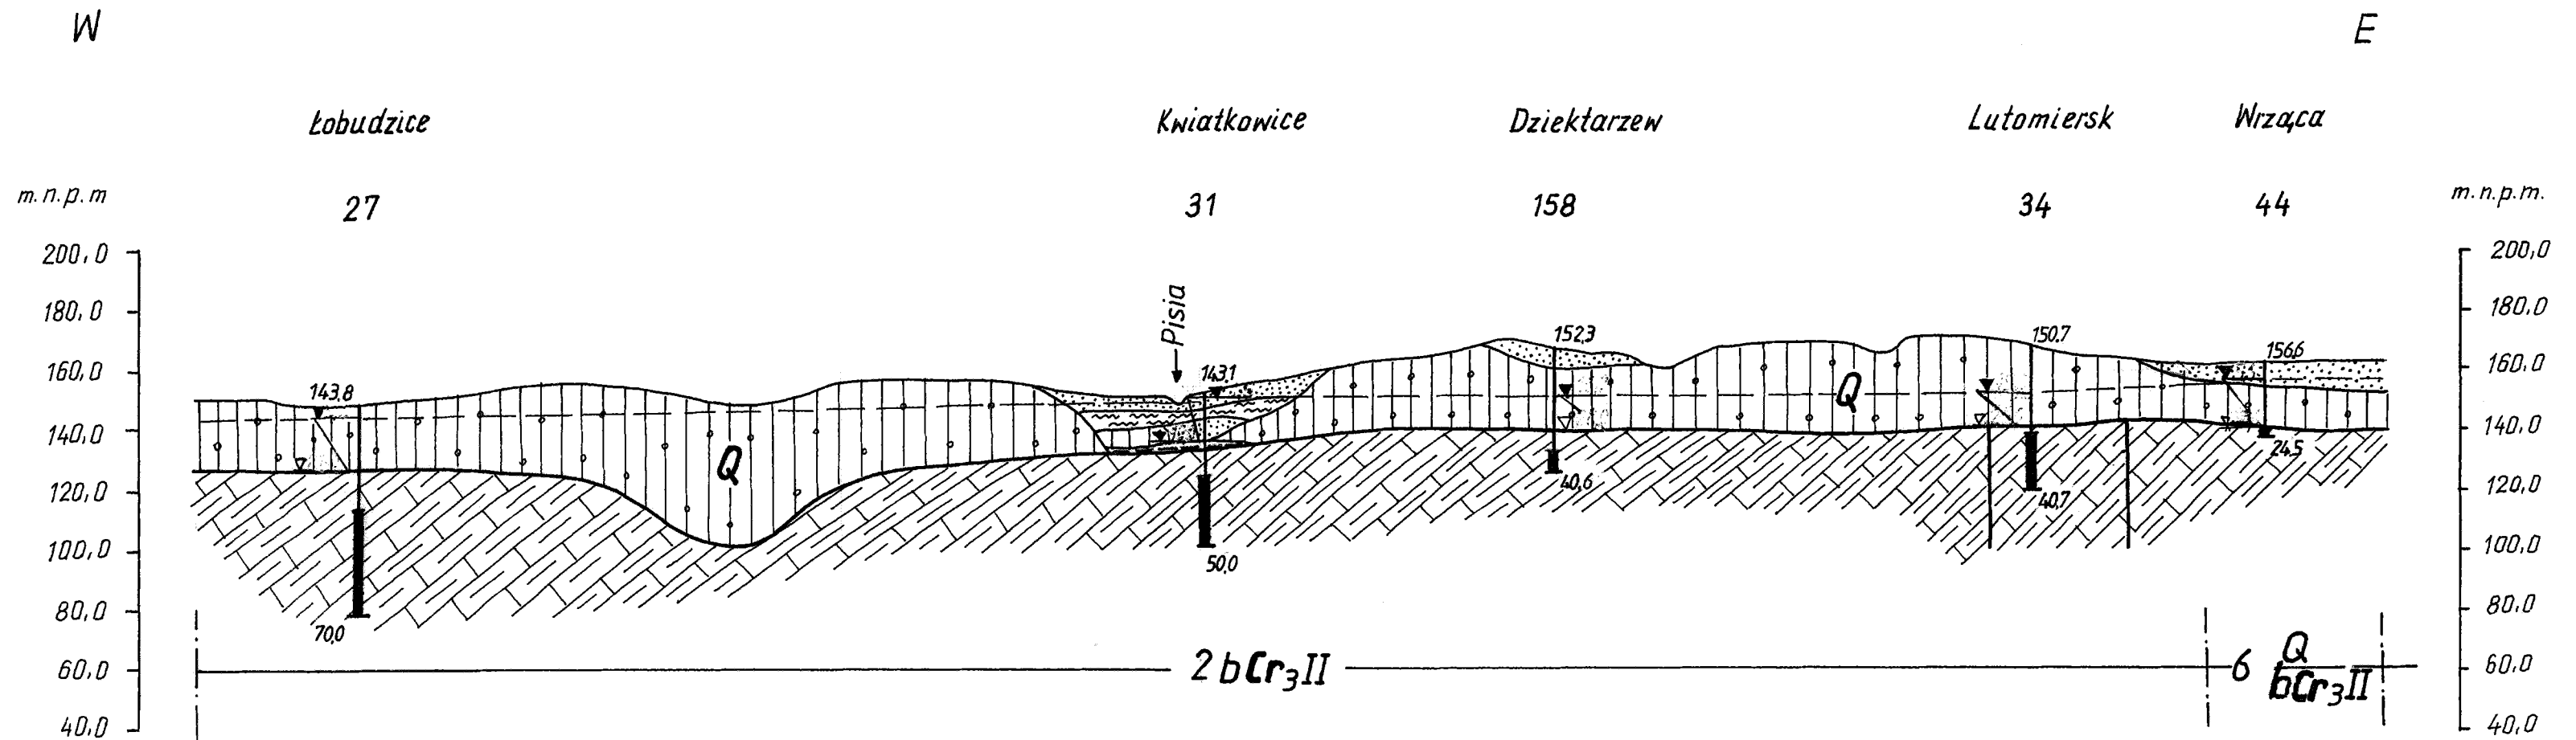 W E
Łobudzice Kwiatkowice Dziektarzew Lutomiersk Wrząca
m.n.p.m 27 31 158 34 44 m.n.p.m.
200,0 200,0
180,0 Pisia 180,0
152,3 150,7
160,0 143,1 156,6 160,0
143,8
140,0 Q Q 140,0
24,5
120,0 40,6 40,7 120,0
100,0 50,0 100,0
80,0 70,0 80,0
60,0 2bCr3II 6 Q 60,0
bCr3II
40,0 40,0